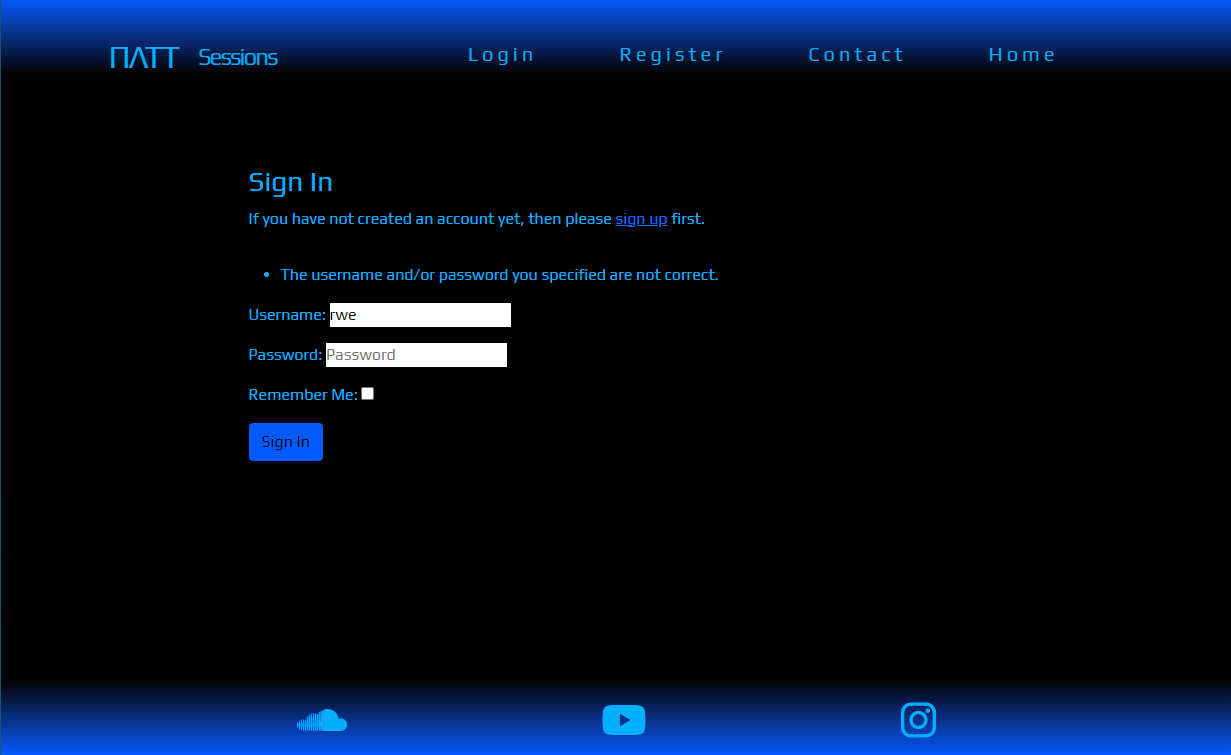 ПΛTT Sessions Login Register Contact Home
Sign In
If you have not created an account yet, then please sign up first.
• The username and/or password you specified are not correct.
Username: rwe
Password: Password
Remember Me:
Sign In